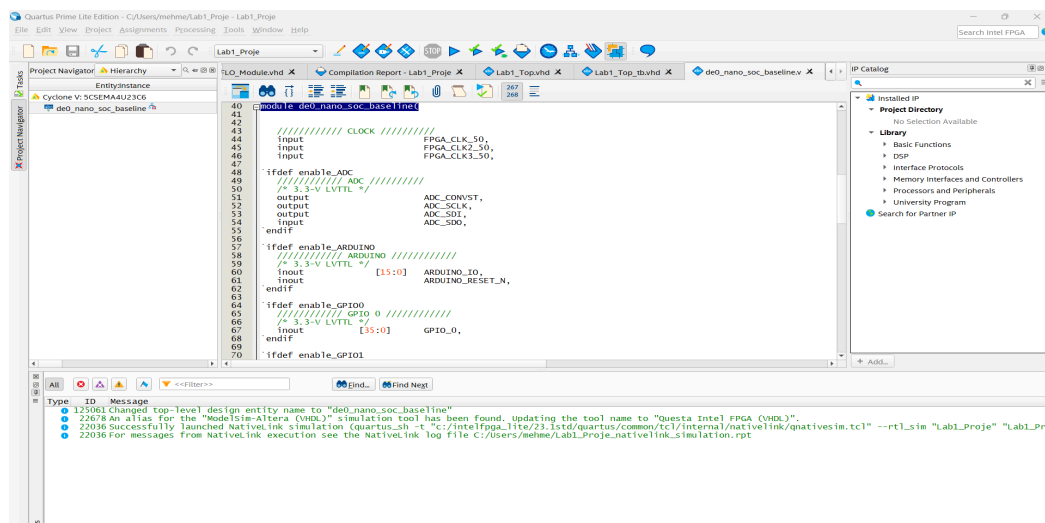 Quartus Prime Lite Edition - C:/Users/mehme/Lab1_Proje - Lab1_Proje
File Edit View Project Assignments Processing Tools Window Help
Search Intel FPGA
Lab1_Proje
STOP
Project Navigator Hierarchy
Entity:Instance
Cyclone V: 5CSEMA4U23C6
de0_nano_soc_baseline
Tasks
Project Navigator
LO_Module.vhd Compilation Report - Lab1_Proje Lab1_Top.vhd Lab1_Top_tb.vhd de0_nano_soc_baseline.v
267
268
40 module de0_nano_soc_baseline(
41
42
43 //////////// CLOCK //////////
44 input FPGA_CLK_50,
45 input FPGA_CLK2_50,
46 input FPGA_CLK3_50,
47
48 `ifdef enable_ADC
49 //////////// ADC //////////
50 /* 3.3-V LVTTL */
51 output ADC_CONVST,
52 output ADC_SCLK,
53 output ADC_SDI,
54 input ADC_SDO,
55 `endif
56
57 `ifdef enable_ARDUINO
58 //////////// ARDUINO ////////////
59 /* 3.3-V LVTTL */
60 inout [15:0] ARDUINO_IO,
61 inout ARDUINO_RESET_N,
62 `endif
63
64 `ifdef enable_GPIO0
65 //////////// GPIO 0 ////////////
66 /* 3.3-V LVTTL */
67 inout [35:0] GPIO_0,
68 `endif
69
70 `ifdef enable_GPIO1
IP Catalog
Installed IP
Project Directory
No Selection Available
Library
Basic Functions
DSP
Interface Protocols
Memory Interfaces and Controllers
Processors and Peripherals
University Program
Search for Partner IP
+ Add...
All <<Filter>> Find... Find Next
Type ID Message
125061 Changed top-level design entity name to "de0_nano_soc_baseline"
22678 An alias for the "ModelSim-Altera (VHDL)" simulation tool has been found. Updating the tool name to "Questa Intel FPGA (VHDL)".
22036 Successfully launched NativeLink simulation (quartus_sh -t "c:/intelfpga_lite/23.1std/quartus/common/tcl/internal/nativelink/qnativesim.tcl" --rtl_sim "Lab1_Proje" "Lab1_Pr
22036 For messages from NativeLink execution see the NativeLink log file C:/Users/mehme/Lab1_Proje_nativelink_simulation.rpt